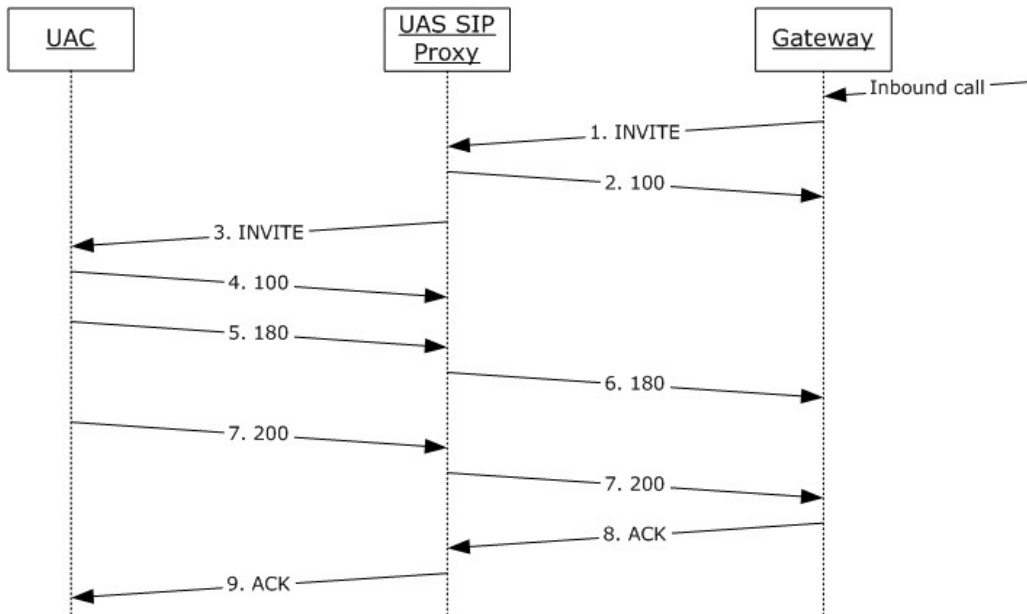 UAC
UAS SIP
Proxy
Gateway
Inbound call
1. INVITE
2. 100
3. INVITE
4. 100
5. 180
6. 180
7. 200
7. 200
8. ACK
9. ACK